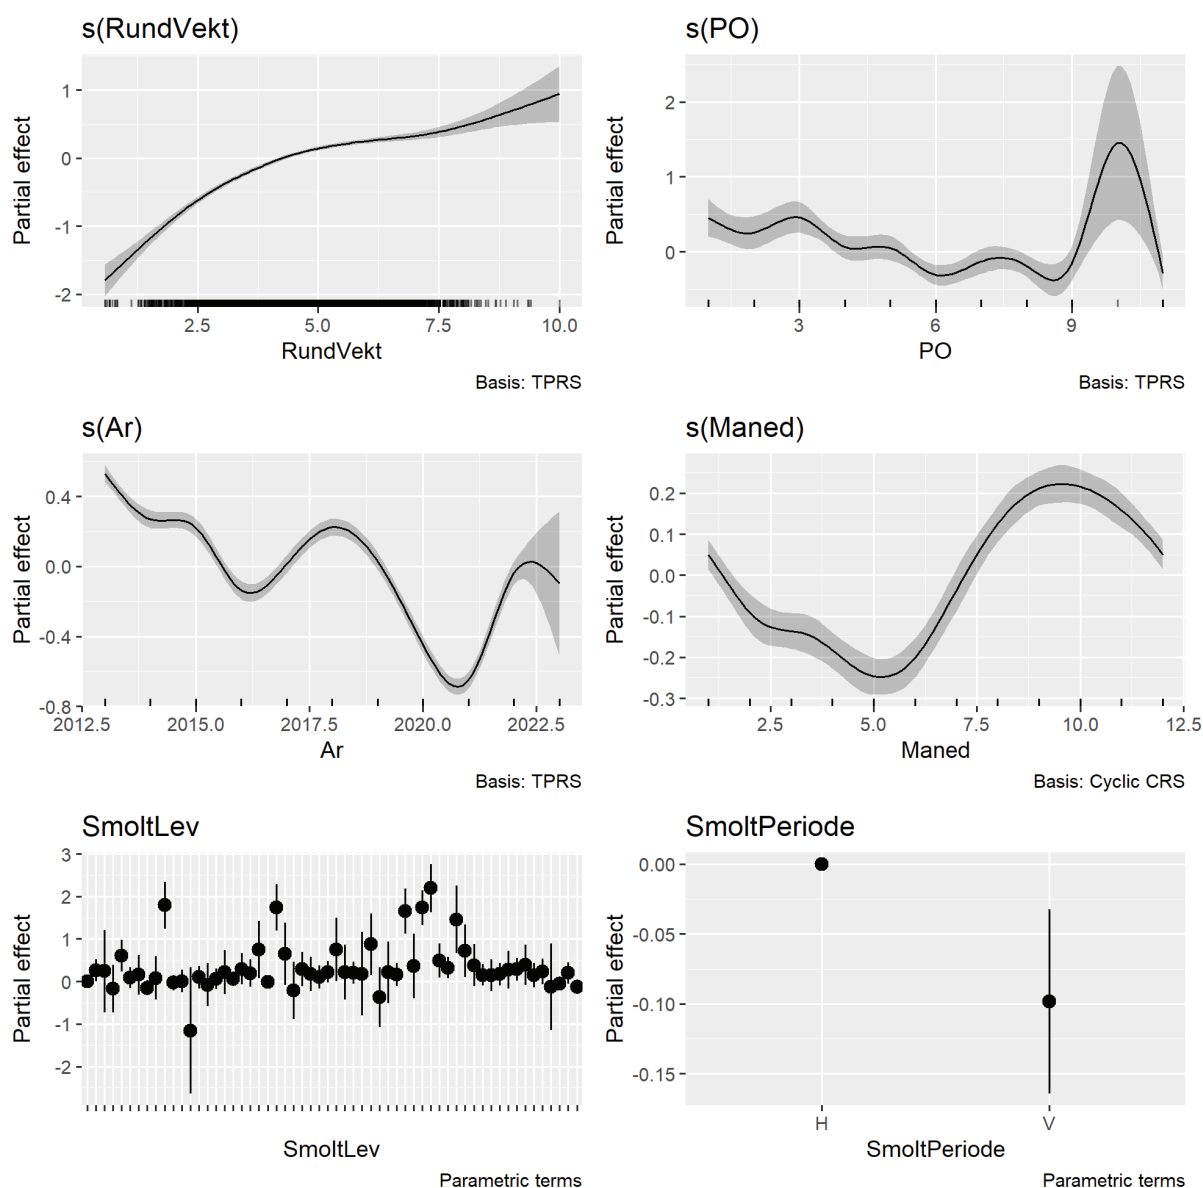 s(RundVekt)
Partial effect
1
0
-1
-2
2.5
5.0
7.5
10.0
RundVekt
Basis: TPRS
s(PO)
Partial effect
2
1
0
3
6
9
PO
Basis: TPRS
s(Ar)
Partial effect
0.4
0.0
-0.4
-0.8
2012.5
2015.0
2017.5
2020.0
2022.5
Ar
Basis: TPRS
s(Maned)
Partial effect
0.2
0.1
0.0
-0.1
-0.2
-0.3
2.5
5.0
7.5
10.0
12.5
Maned
Basis: Cyclic CRS
SmoltLev
Partial effect
3
2
1
0
-1
-2
SmoltLev
Parametric terms
SmoltPeriode
Partial effect
0.00
-0.05
-0.10
-0.15
H
V
SmoltPeriode
Parametric terms